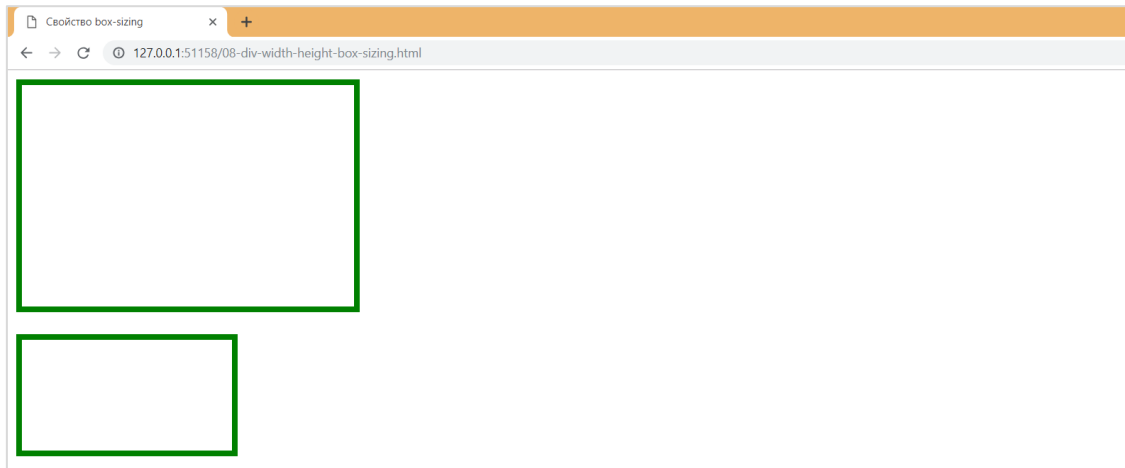 Свойство box-sizing
127.0.0.1:51158/08-div-width-height-box-sizing.html